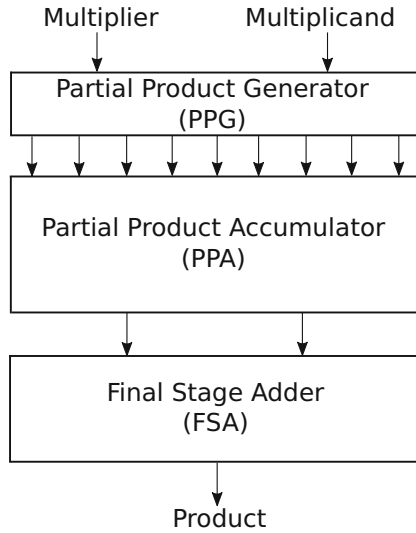 Multiplier Multiplicand
Partial Product Generator
(PPG)
Partial Product Accumulator
(PPA)
Final Stage Adder
(FSA)
Product